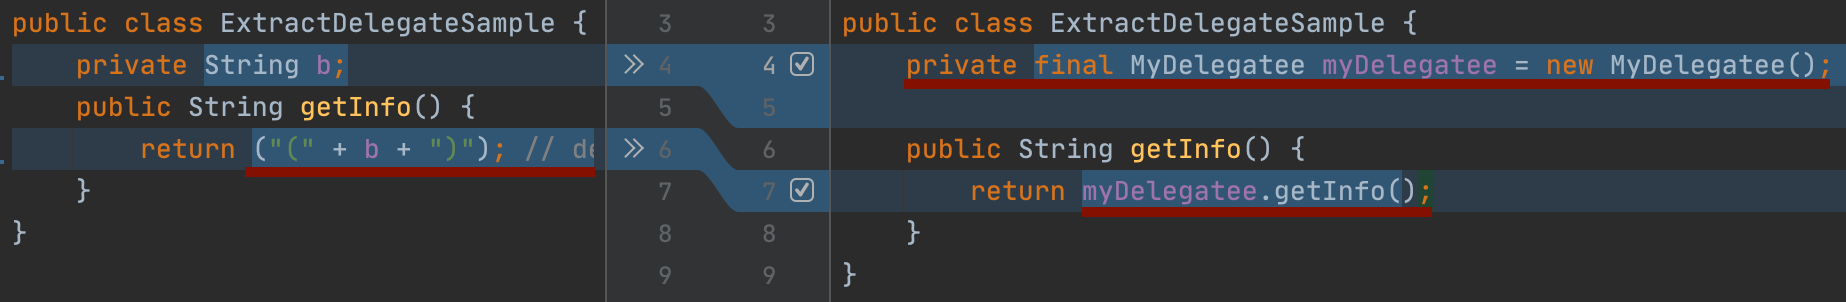 public class ExtractDelegateSample {
private String b;
public String getInfo() {
return ("(" + b + ")"); // de
}
}
3 3
4 4
5 5
6 6
7 7
8 8
9 9
public class ExtractDelegateSample {
private final MyDelegatee myDelegatee = new MyDelegatee();
public String getInfo() {
return myDelegatee.getInfo();
}
}